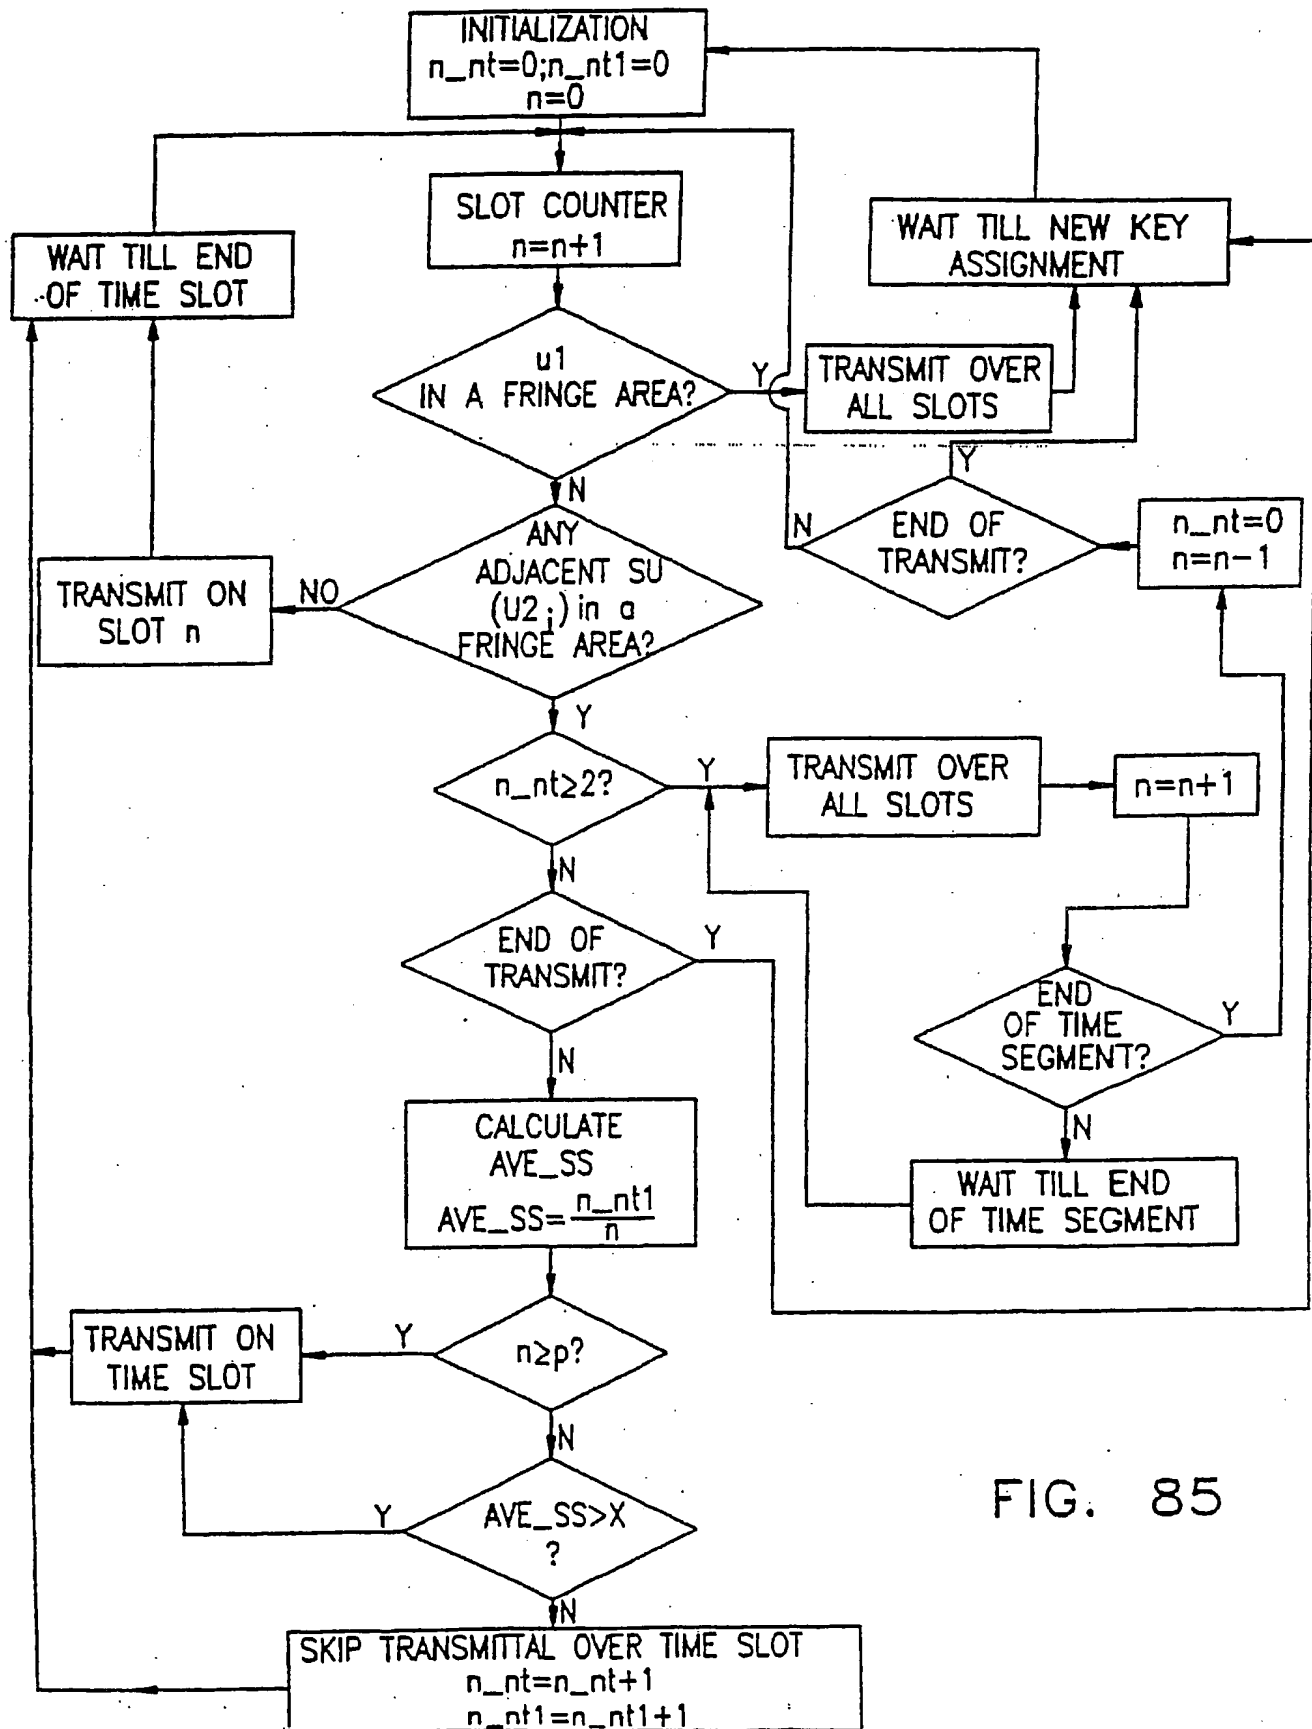 INITIALIZATION
n_nt=0;n_nt1=0
n=0
SLOT COUNTER
n=n+1
WAIT TILL NEW KEY
ASSIGNMENT
WAIT TILL END
OF TIME SLOT
u1
IN A FRINGE AREA?
Y
TRANSMIT OVER
ALL SLOTS
N
Y
END OF
TRANSMIT?
N
n_nt=0
n=n-1
ANY
ADJACENT SU
(U2i) in a
FRINGE AREA?
NO
TRANSMIT ON
SLOT n
Y
n_nt≥2?
Y
TRANSMIT OVER
ALL SLOTS
n=n+1
N
END OF
TRANSMIT?
Y
END
OF TIME
SEGMENT?
Y
N
N
WAIT TILL END
OF TIME SEGMENT
CALCULATE
AVE_SS
AVE_SS=n_nt1/n
n≥p?
Y
TRANSMIT ON
TIME SLOT
N
AVE_SS>X
?
Y
N
SKIP TRANSMITTAL OVER TIME SLOT
n_nt=n_nt+1
n_nt1=n_nt1+1
FIG. 85